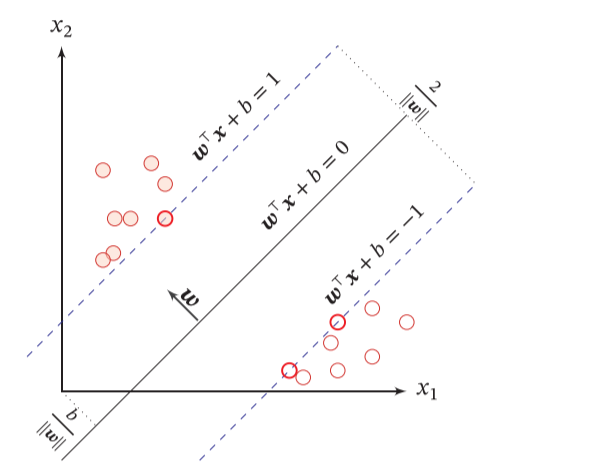 x₂
wᵀx + b = 1
2
‖w‖
wᵀx + b = 0
wᵀx + b = −1
w
x₁
b
‖w‖